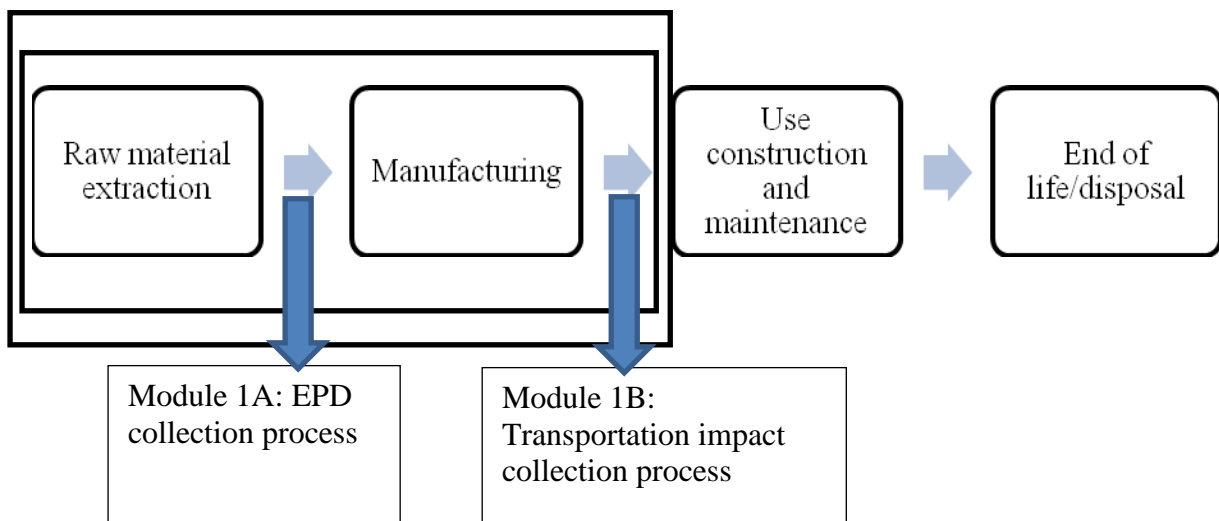 Raw material
extraction
Manufacturing
Use
construction
and
maintenance
End of
life/disposal
Module 1A: EPD
collection process
Module 1B:
Transportation impact
collection process